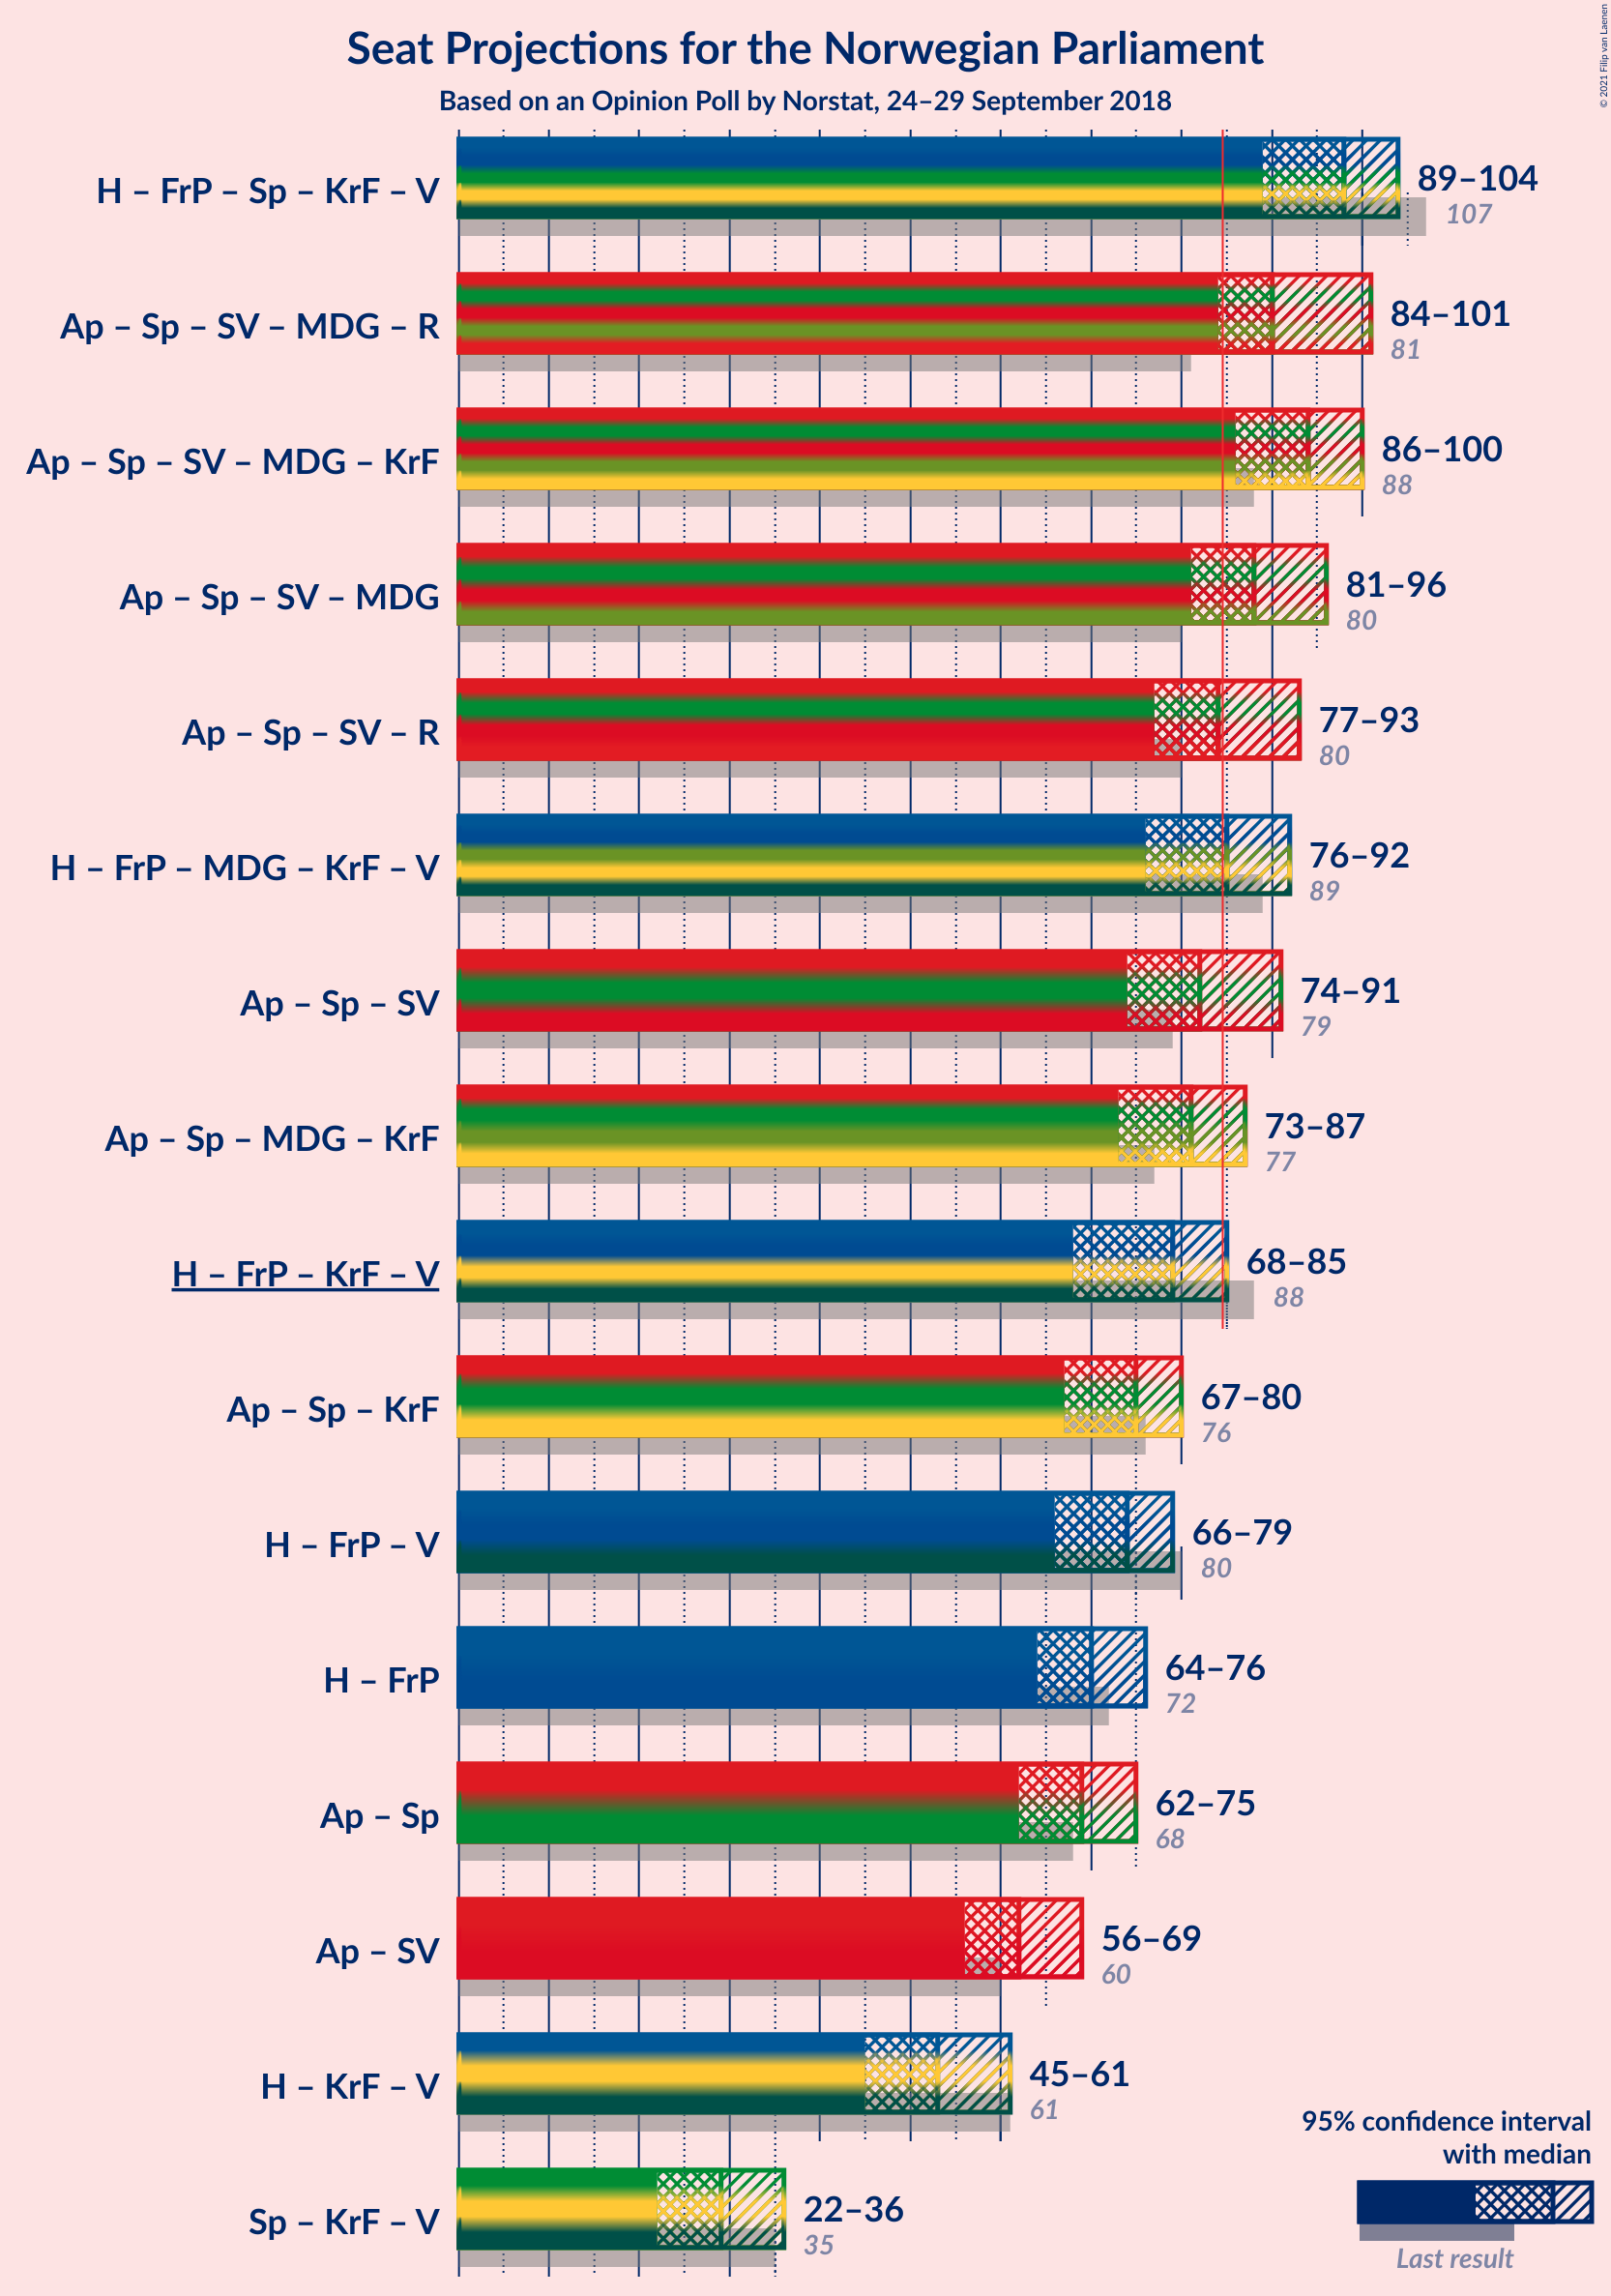 Seat Projections for the Norwegian Parliament
Based on an Opinion Poll by Norstat, 24–29 September 2018
© 2021 Filip van Laenen
H – FrP – Sp – KrF – V
89–104
107
Ap – Sp – SV – MDG – R
84–101
81
Ap – Sp – SV – MDG – KrF
86–100
88
Ap – Sp – SV – MDG
81–96
80
Ap – Sp – SV – R
77–93
80
H – FrP – MDG – KrF – V
76–92
89
Ap – Sp – SV
74–91
79
Ap – Sp – MDG – KrF
73–87
77
H – FrP – KrF – V
68–85
88
Ap – Sp – KrF
67–80
76
H – FrP – V
66–79
80
H – FrP
64–76
72
Ap – Sp
62–75
68
Ap – SV
56–69
60
H – KrF – V
45–61
61
Sp – KrF – V
22–36
35
95% confidence interval
with median
Last result